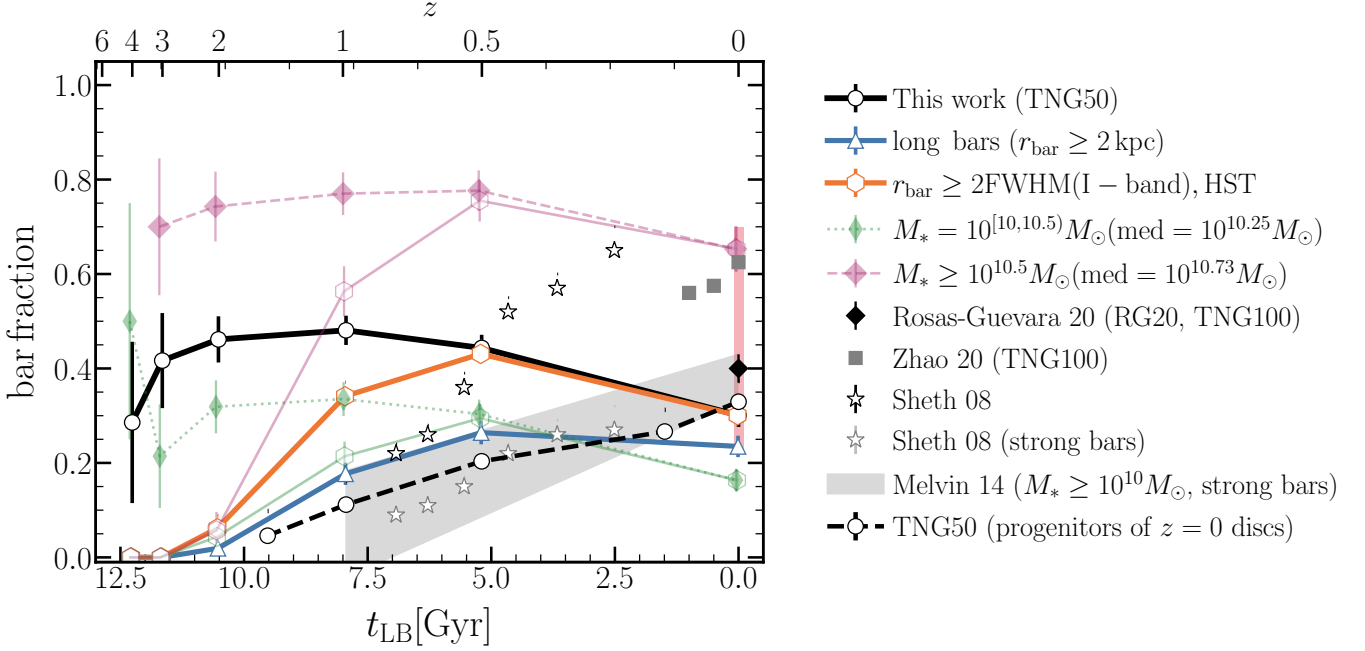 z
6 4 3 2 1 0.5 0
1.0
0.8
0.6
0.4
0.2
0.0
bar fraction
12.5 10.0 7.5 5.0 2.5 0.0
t_LB[Gyr]
This work (TNG50)
long bars (r_bar ≥ 2 kpc)
r_bar ≥ 2FWHM(I − band), HST
M_* = 10^[10,10.5) M_⊙(med = 10^10.25 M_⊙)
M_* ≥ 10^10.5 M_⊙(med = 10^10.73 M_⊙)
Rosas-Guevara 20 (RG20, TNG100)
Zhao 20 (TNG100)
Sheth 08
Sheth 08 (strong bars)
Melvin 14 (M_* ≥ 10^10 M_⊙, strong bars)
TNG50 (progenitors of z = 0 discs)